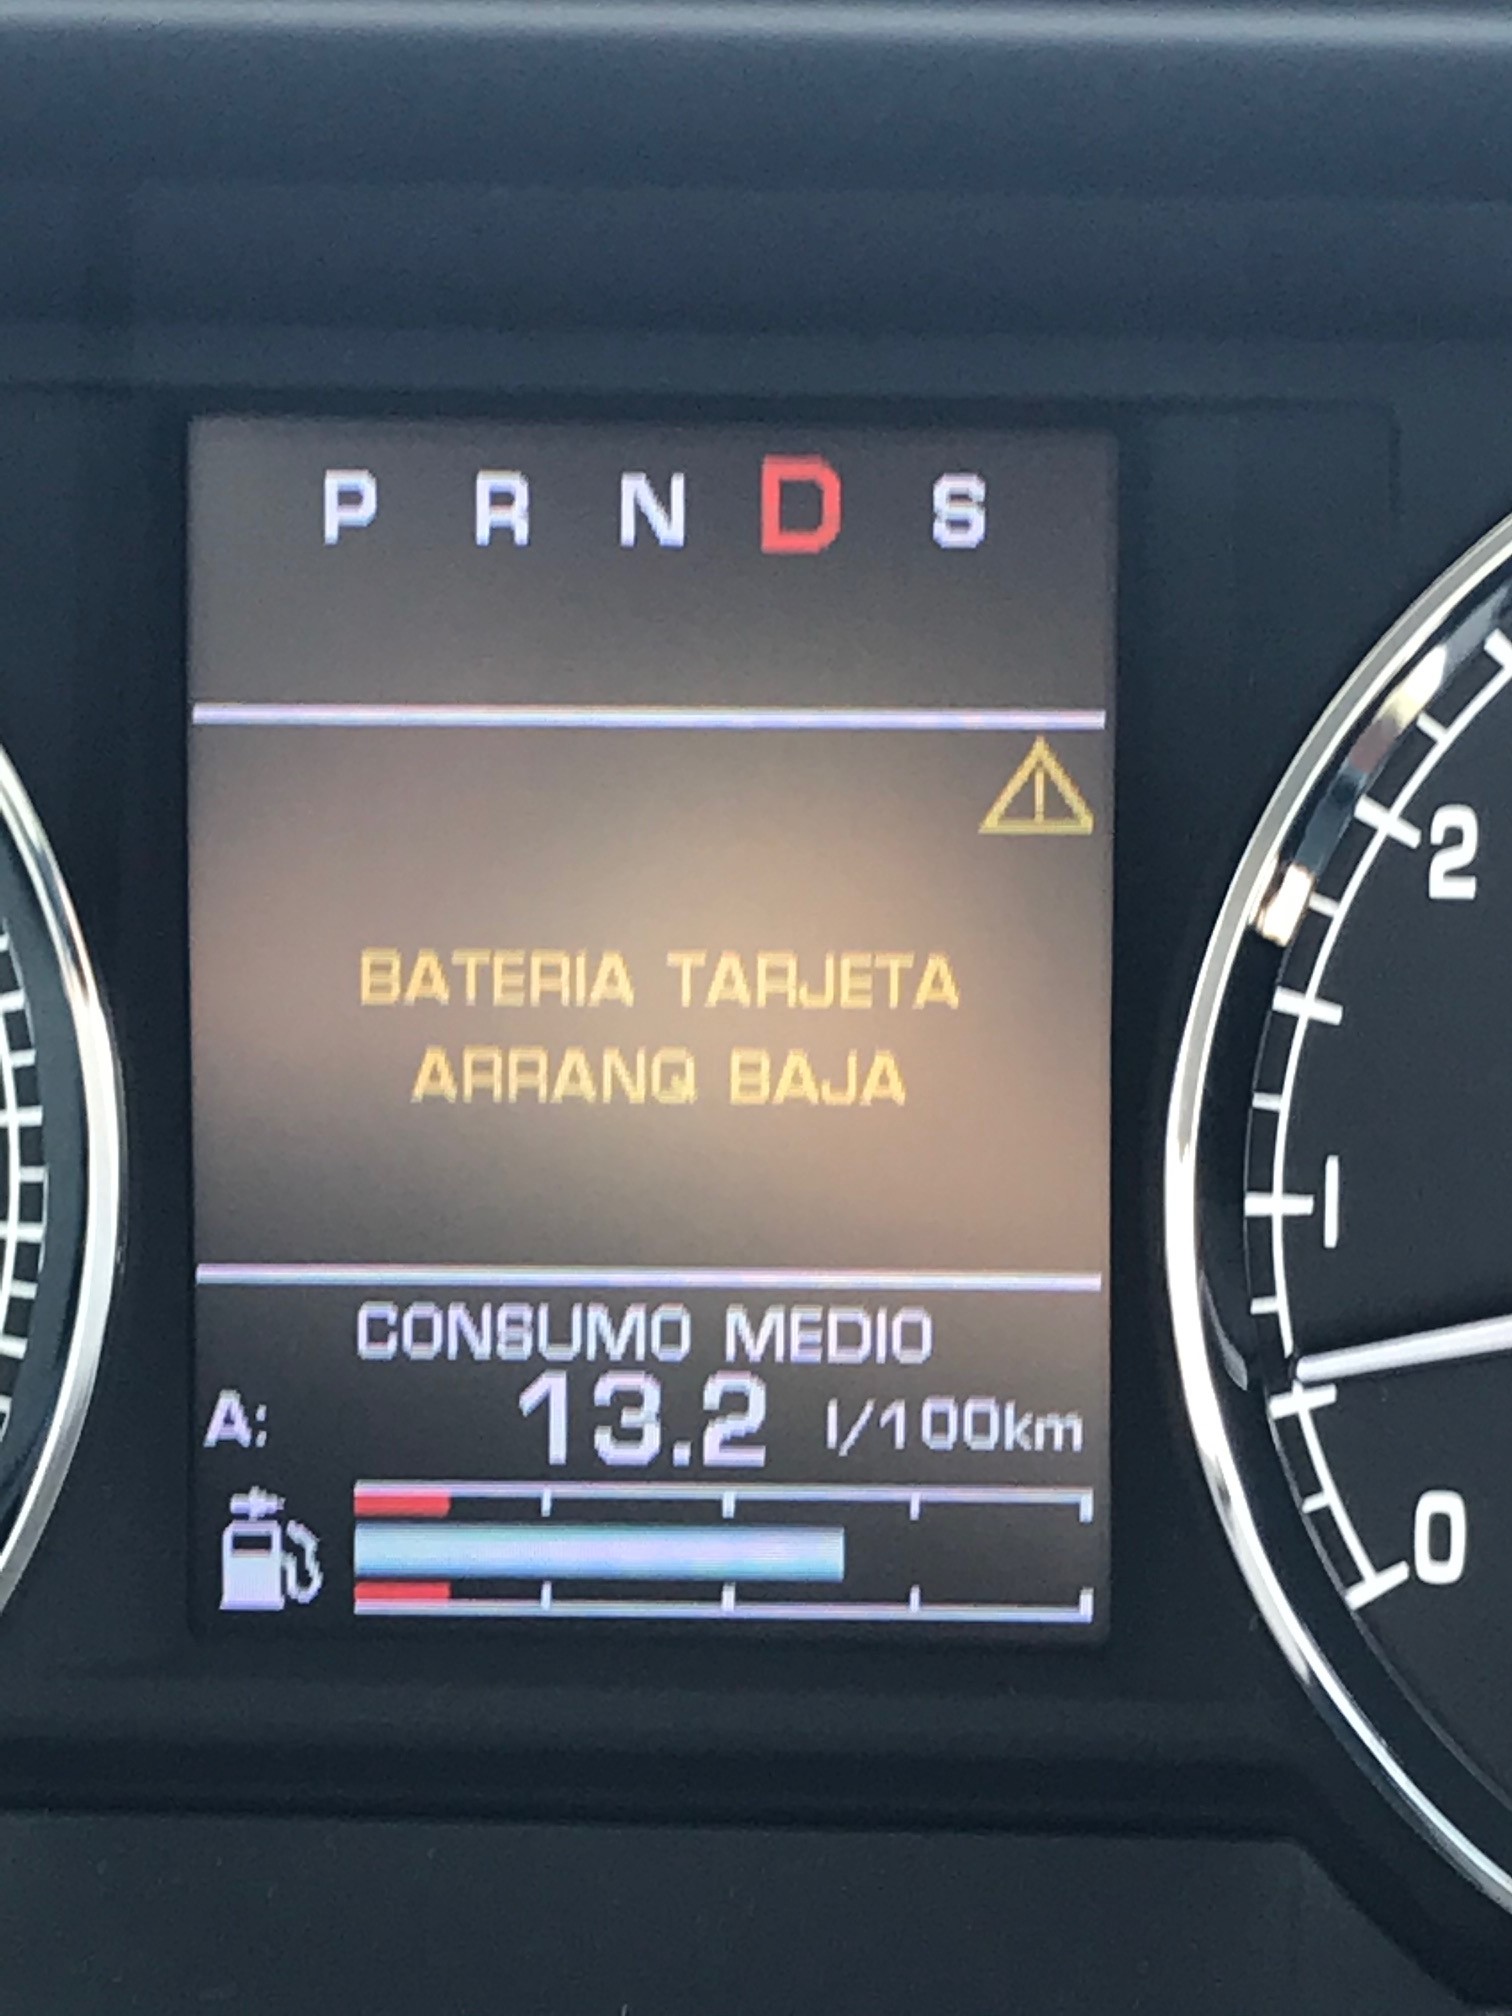 P R N D S
BATERIA TARJETA
ARRANQ BAJA
CONSUMO MEDIO
A: 13.2 l/100km
2
1
0